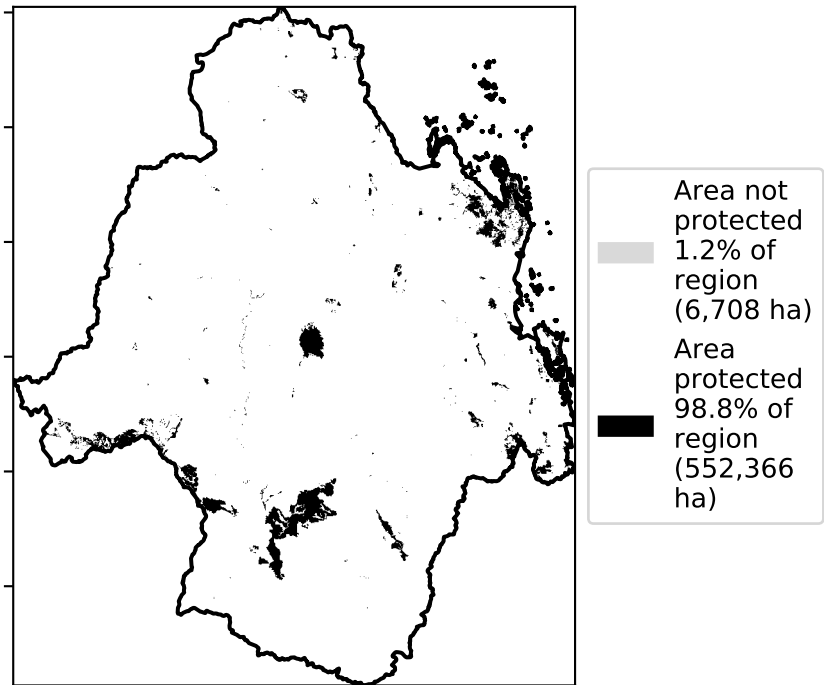 Area not
protected
1.2% of
region
(6,708 ha)
Area
protected
98.8% of
region
(552,366
ha)